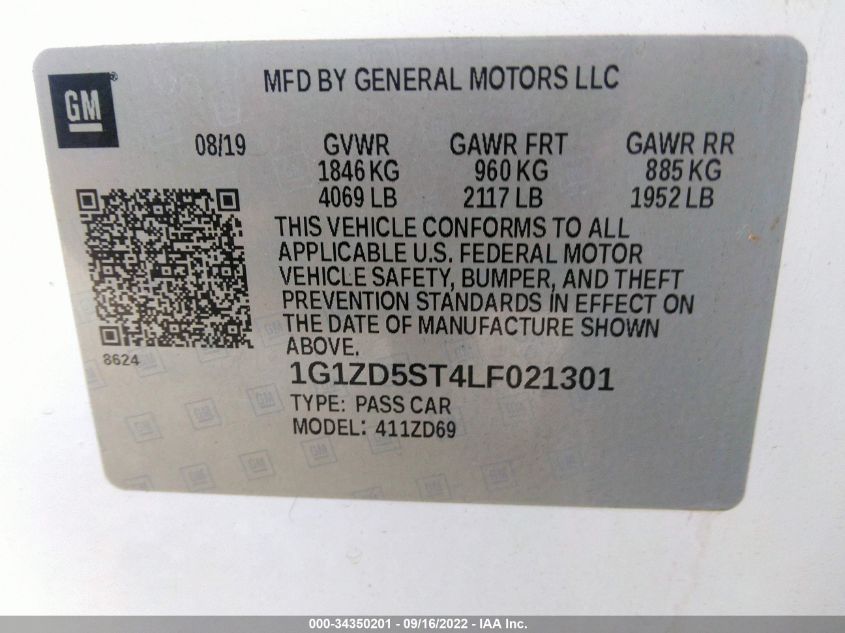 GM
MFD BY GENERAL MOTORS LLC
08/19 GVWR GAWR FRT GAWR RR
1846 KG 960 KG 885 KG
4069 LB 2117 LB 1952 LB
THIS VEHICLE CONFORMS TO ALL
APPLICABLE U.S. FEDERAL MOTOR
VEHICLE SAFETY, BUMPER, AND THEFT
PREVENTION STANDARDS IN EFFECT ON
THE DATE OF MANUFACTURE SHOWN
ABOVE.
8624
1G1ZD5ST4LF021301
TYPE: PASS CAR
MODEL: 411ZD69
000-34350201 - 09/16/2022 - IAA, Inc.